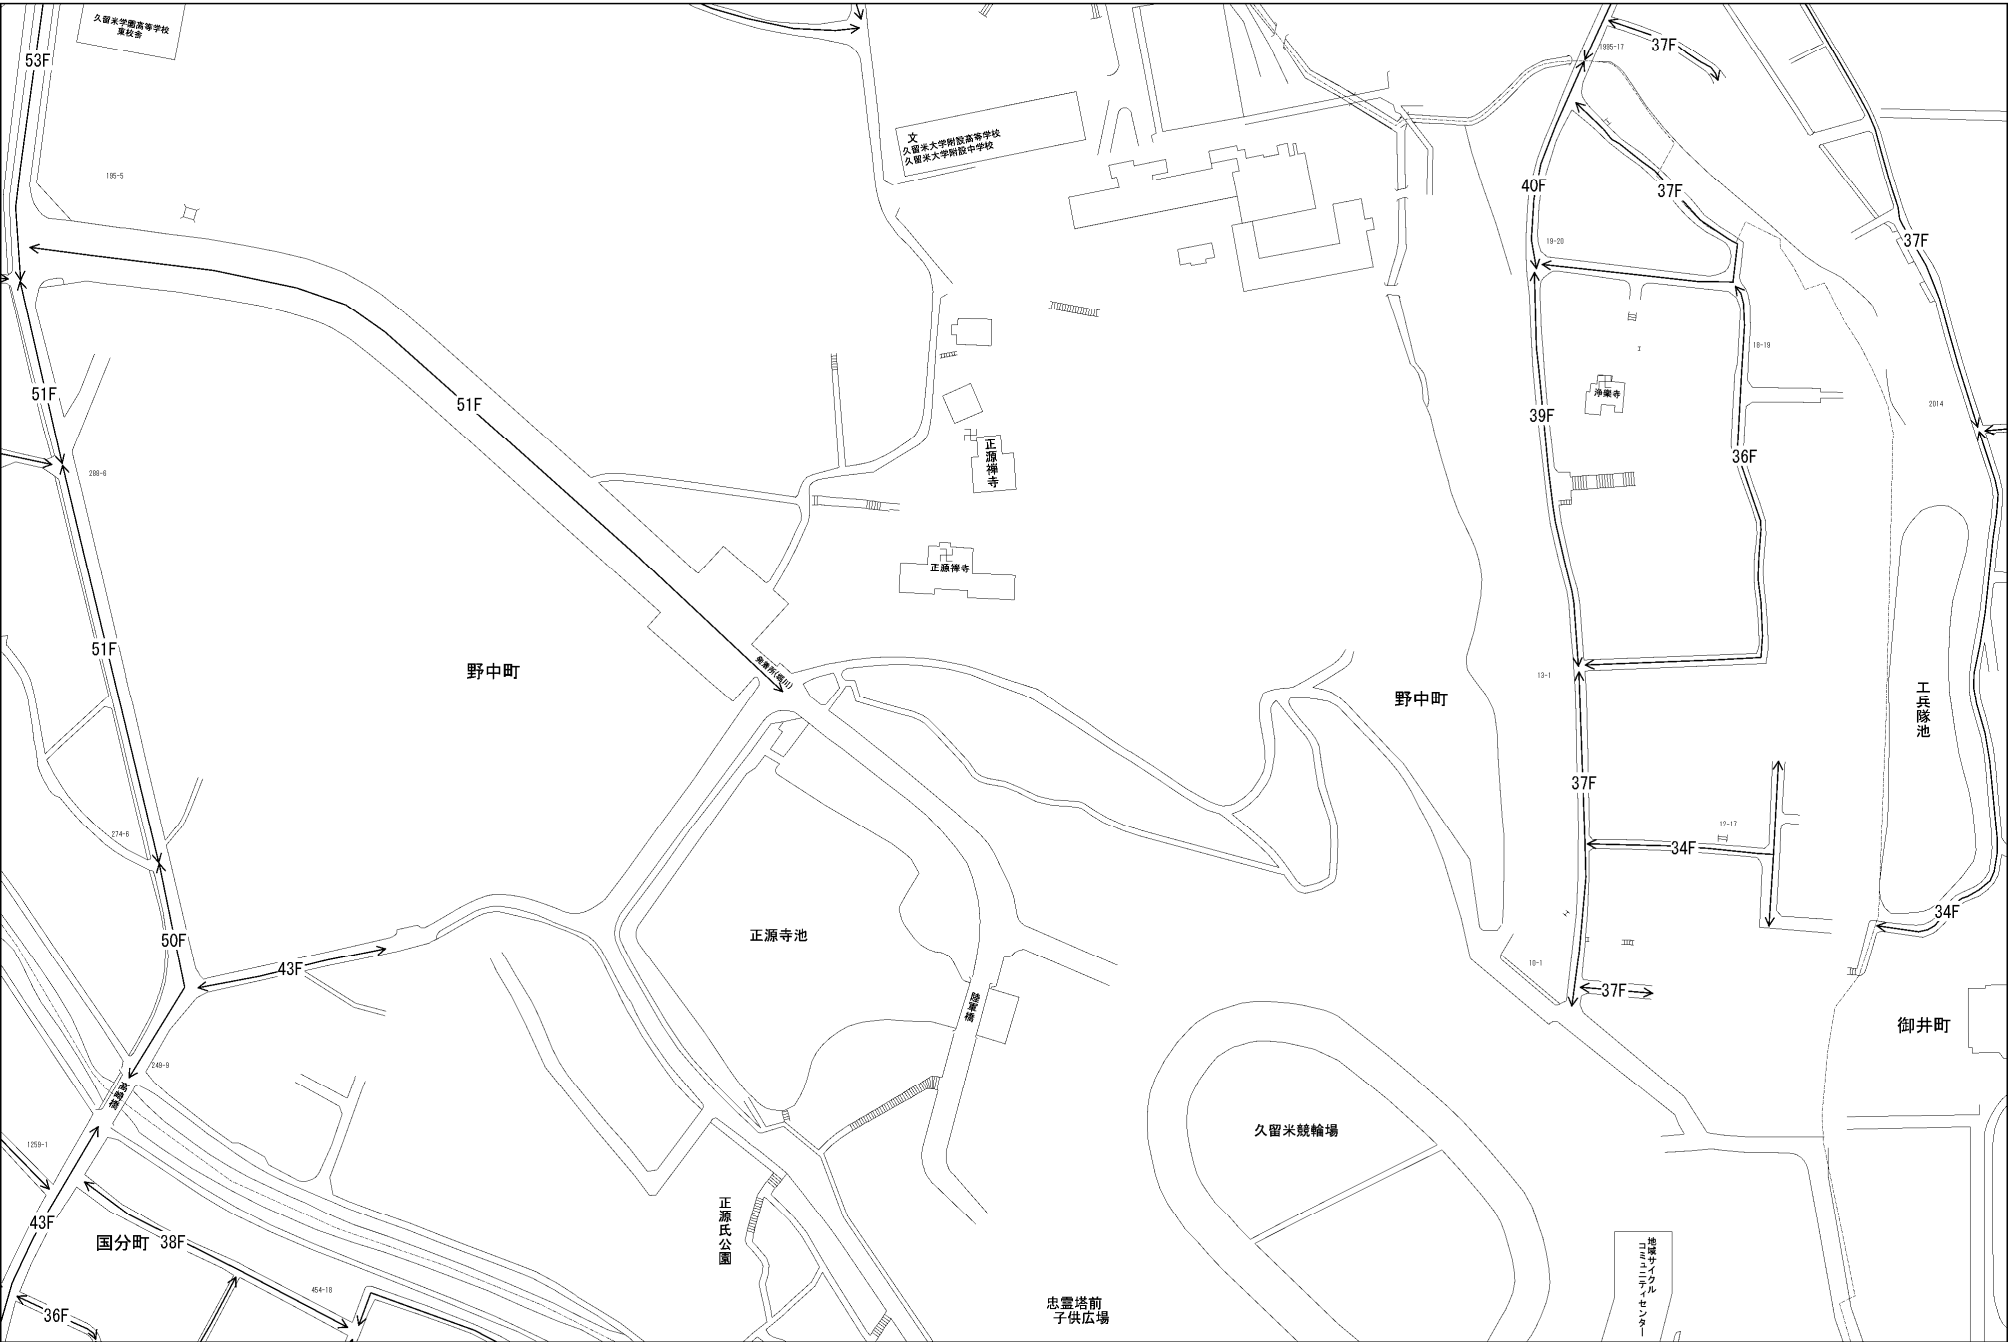 久留米学園高等学校
東校舎
53F
37F
1995-17
文
久留米大学附設高等学校
久留米大学附設中学校
195-5
40F
37F
19-20
37F
51F
51F
39F
18-19
浄樂寺
2014
36F
正源禅寺
288-6
正源禅寺
51F
野中町
13-1
野中町
工兵隊池
37F
274-6
12-17
34F
34F
50F
正源寺池
43F
10-1
37F
陸軍橋
御井町
249-9
高崎橋
1259-1
久留米競輪場
43F
国分町
38F
正源氏公園
454-18
地域サイクル
コミュニティセンター
36F
忠霊塔前
子供広場